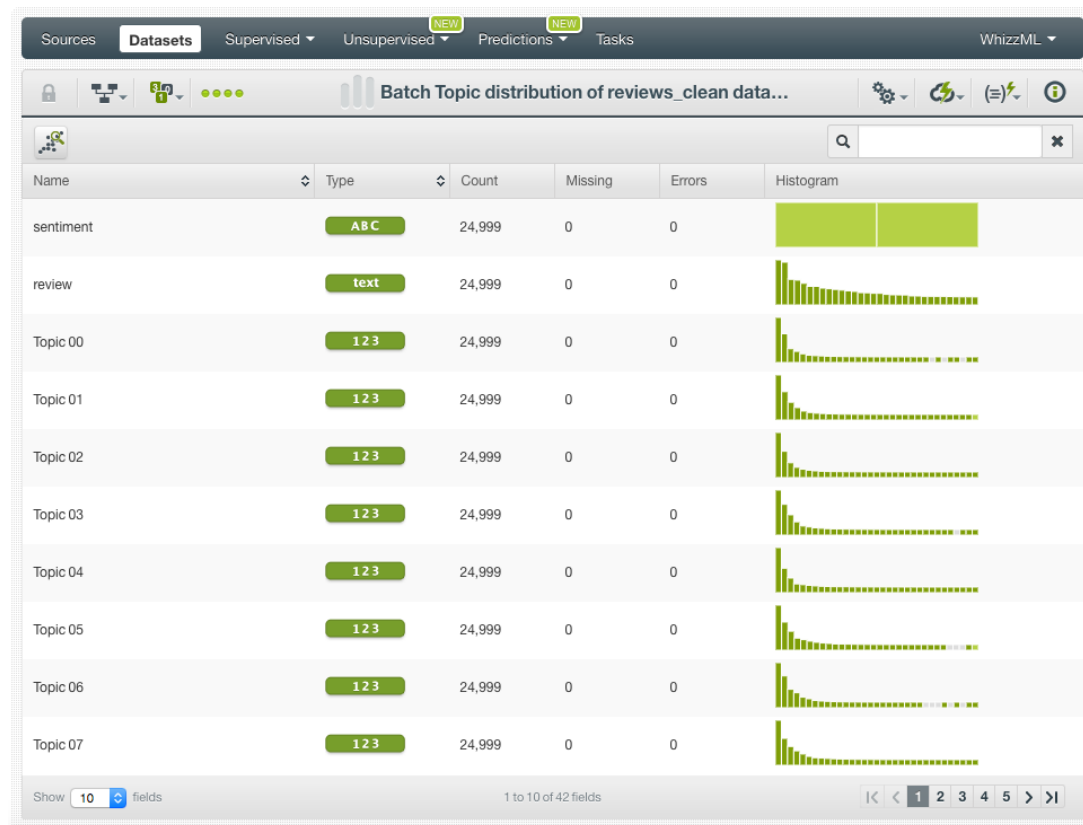 NEW NEW
Sources Datasets Supervised Unsupervised Predictions Tasks WhizzML
Batch Topic distribution of reviews_clean data...
Name Type Count Missing Errors Histogram
sentiment ABC 24,999 0 0
review text 24,999 0 0
Topic 00 123 24,999 0 0
Topic 01 123 24,999 0 0
Topic 02 123 24,999 0 0
Topic 03 123 24,999 0 0
Topic 04 123 24,999 0 0
Topic 05 123 24,999 0 0
Topic 06 123 24,999 0 0
Topic 07 123 24,999 0 0
Show 10 fields 1 to 10 of 42 fields 1 2 3 4 5